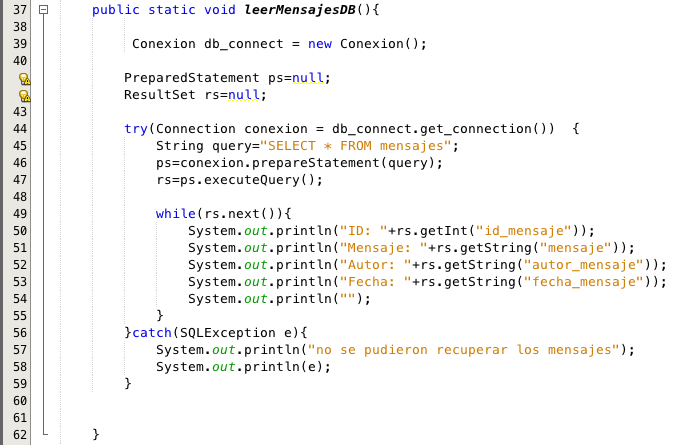 37 public static void leerMensajesDB(){
38
39 Conexion db_connect = new Conexion();
40
PreparedStatement ps=null;
ResultSet rs=null;
43
44 try(Connection conexion = db_connect.get_connection())  {
45 String query="SELECT * FROM mensajes";
46 ps=conexion.prepareStatement(query);
47 rs=ps.executeQuery();
48
49 while(rs.next()){
50 System.out.println("ID: "+rs.getInt("id_mensaje"));
51 System.out.println("Mensaje: "+rs.getString("mensaje"));
52 System.out.println("Autor: "+rs.getString("autor_mensaje"));
53 System.out.println("Fecha: "+rs.getString("fecha_mensaje"));
54 System.out.println("");
55 }
56 }catch(SQLException e){
57 System.out.println("no se pudieron recuperar los mensajes");
58 System.out.println(e);
59 }
60
61
62 }